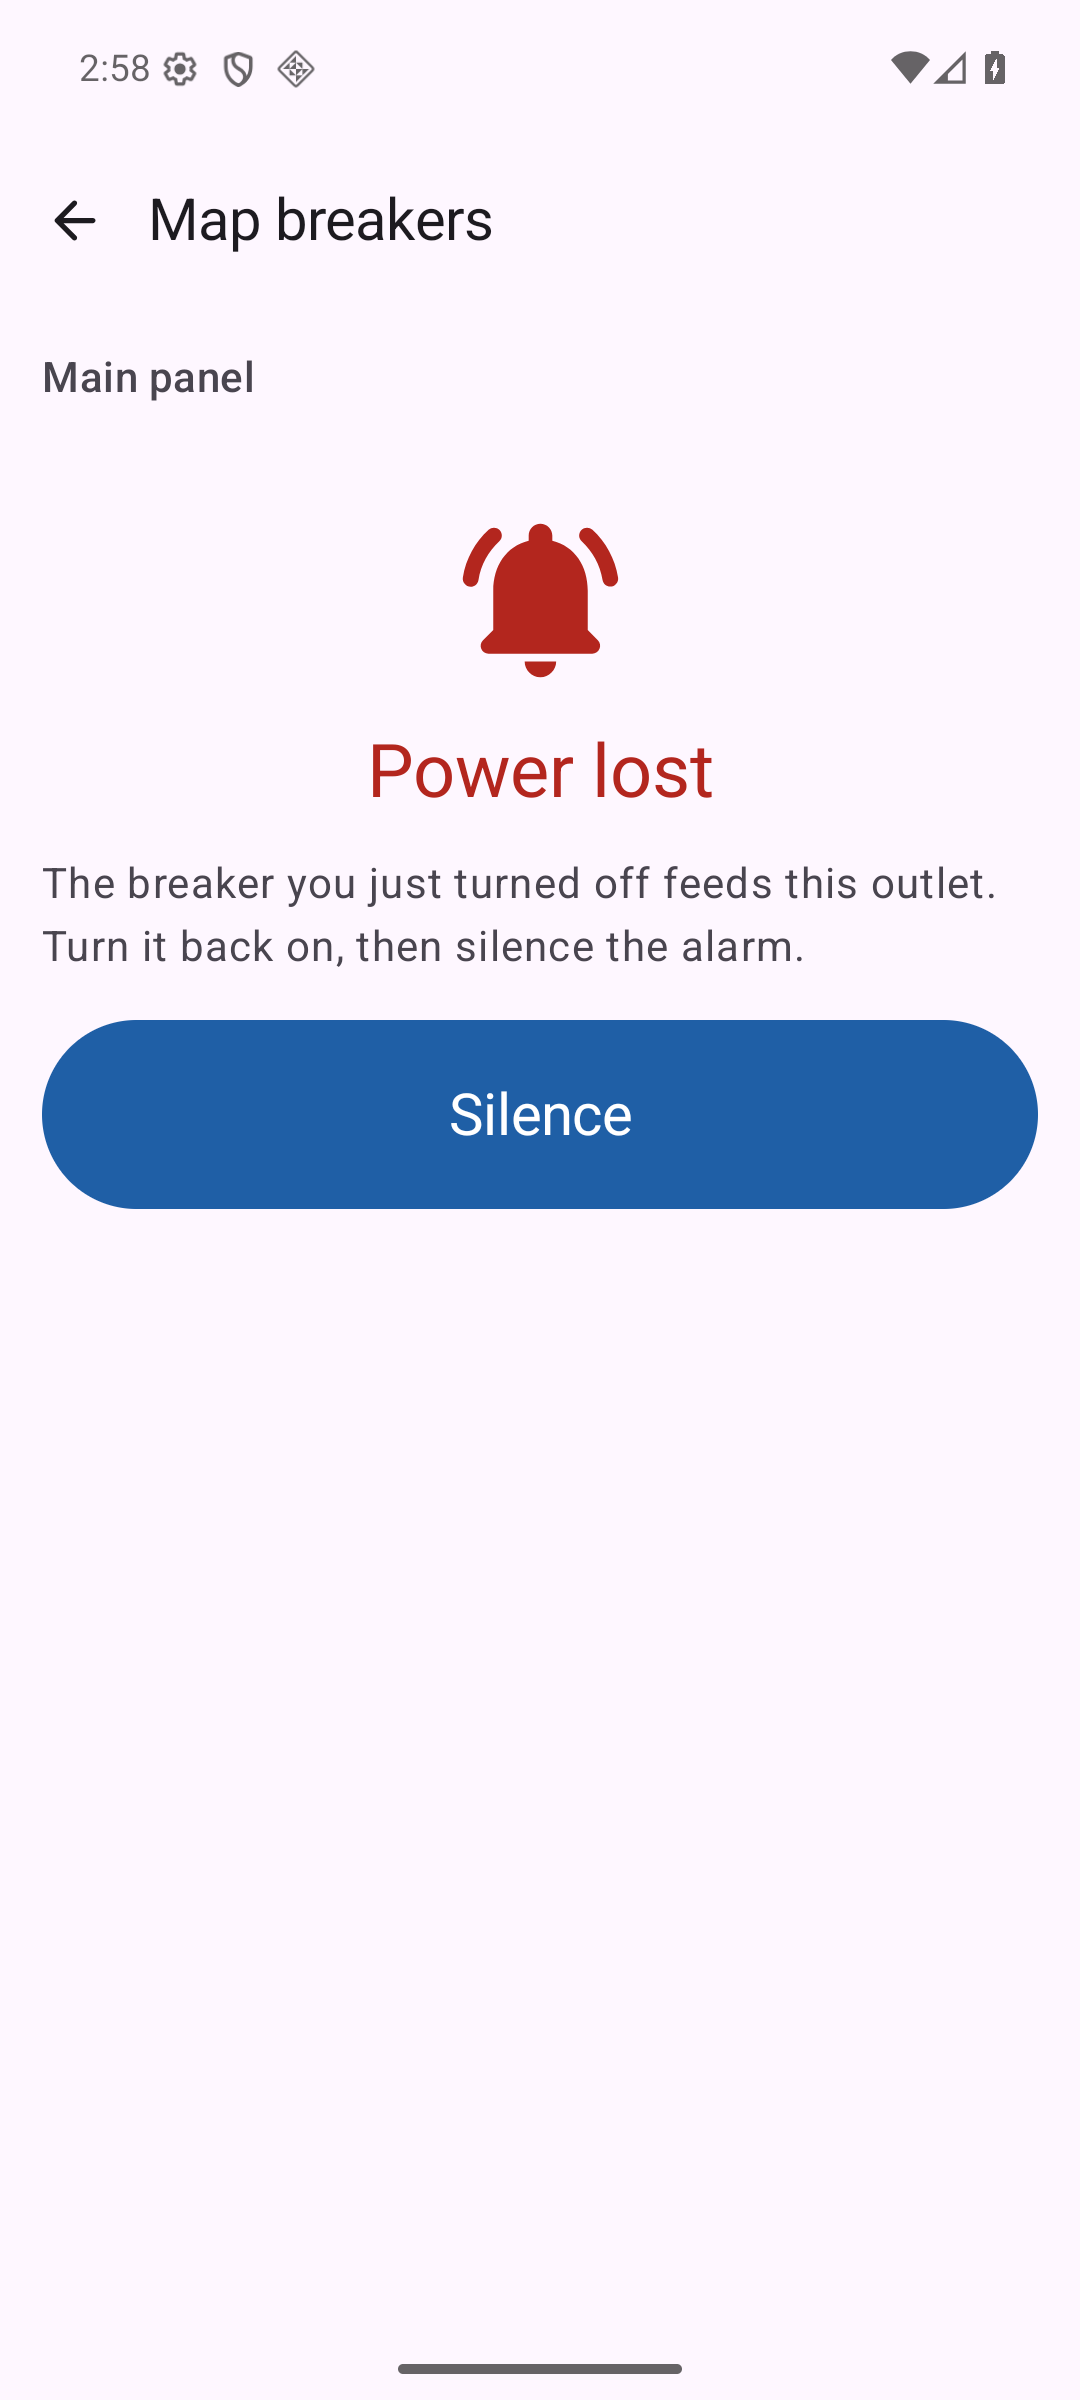 2:58
Map breakers
Main panel
Power lost
The breaker you just turned off feeds this outlet.
Turn it back on, then silence the alarm.
Silence